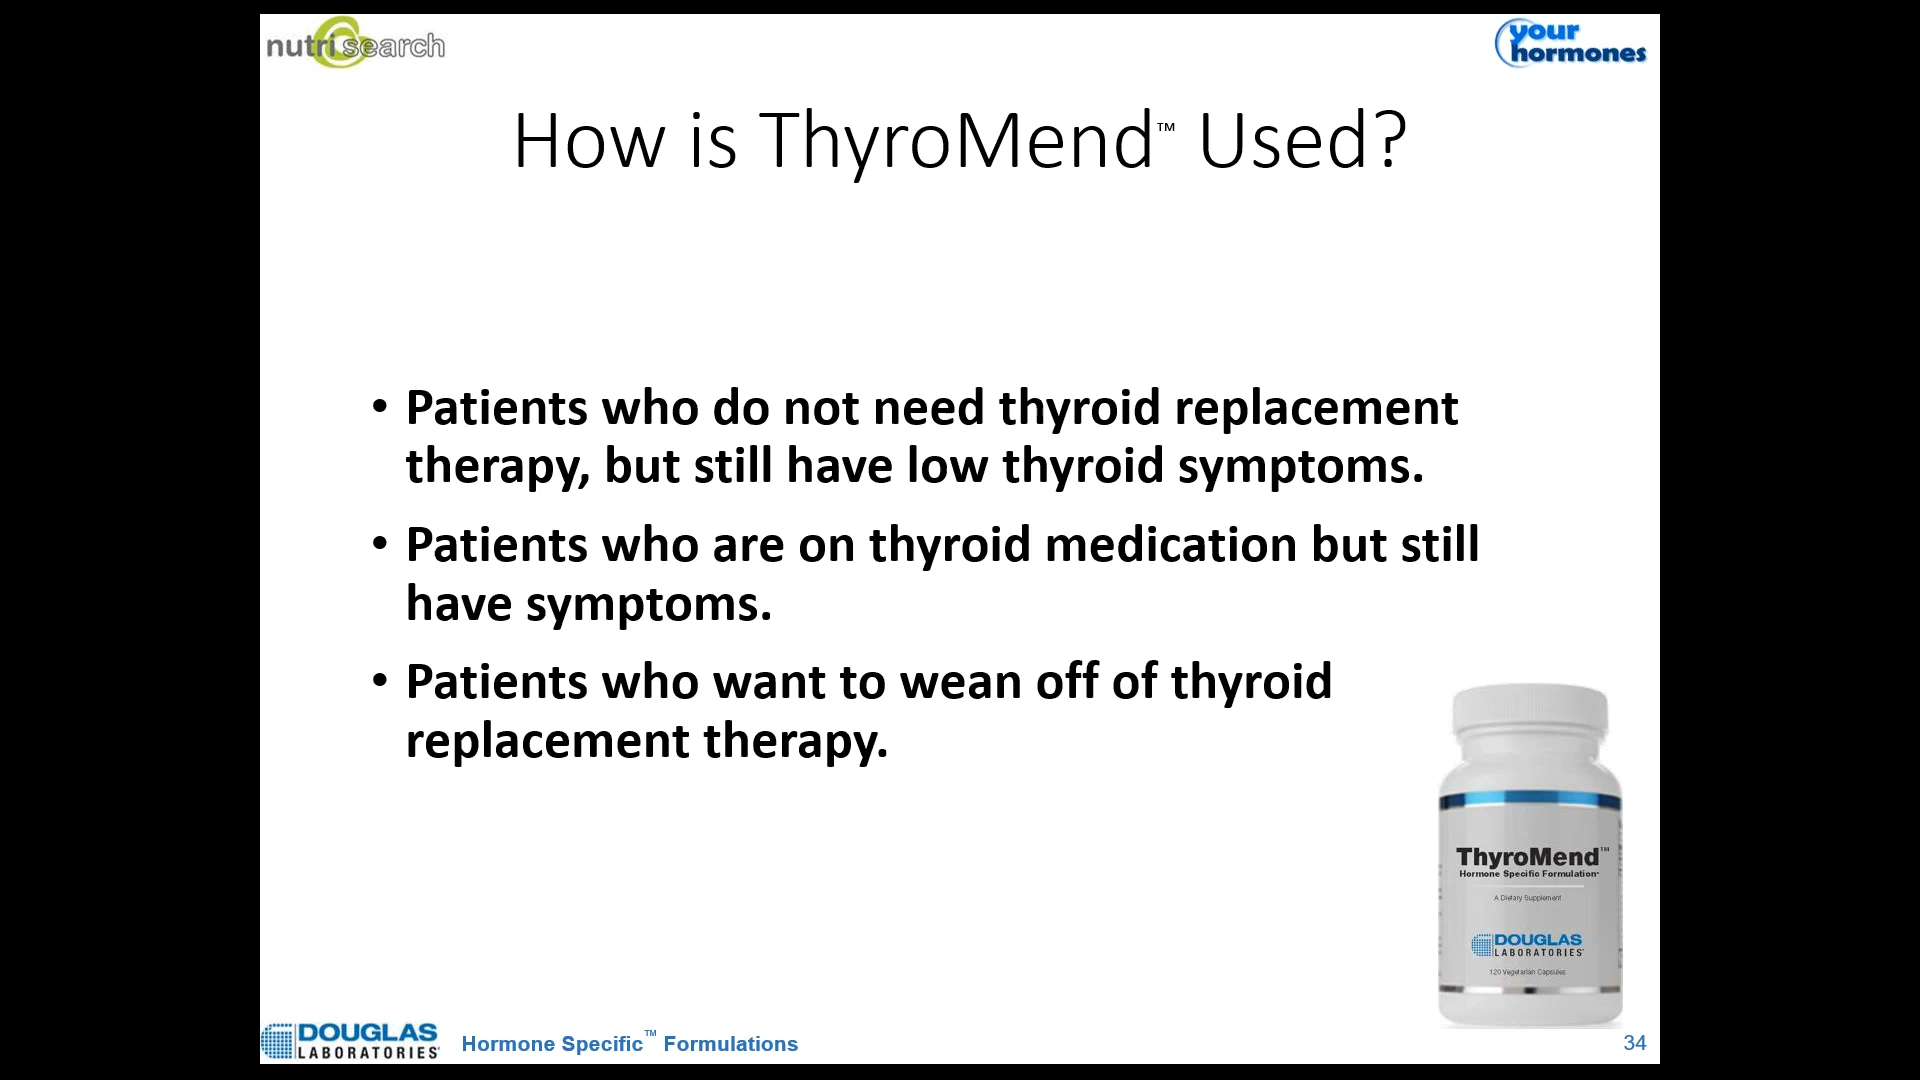 nutrisearch
your
hormones
How is ThyroMend™ Used?
• Patients who do not need thyroid replacement
therapy, but still have low thyroid symptoms.
• Patients who are on thyroid medication but still
have symptoms.
• Patients who want to wean off of thyroid
replacement therapy.
ThyroMend™
Hormone Specific Formulation
A Dietary Supplement
DOUGLAS
LABORATORIES
120 Vegetarian Capsules
DOUGLAS
LABORATORIES
Hormone Specific™ Formulations
34